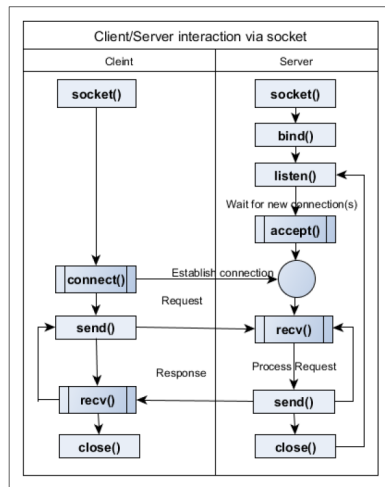 Client/Server interaction via socket
Cleint
Server
socket()
socket()
bind()
listen()
Wait for new connection(s)
accept()
connect()
Establish connection
Request
send()
recv()
Response
Process Request
recv()
send()
close()
close()